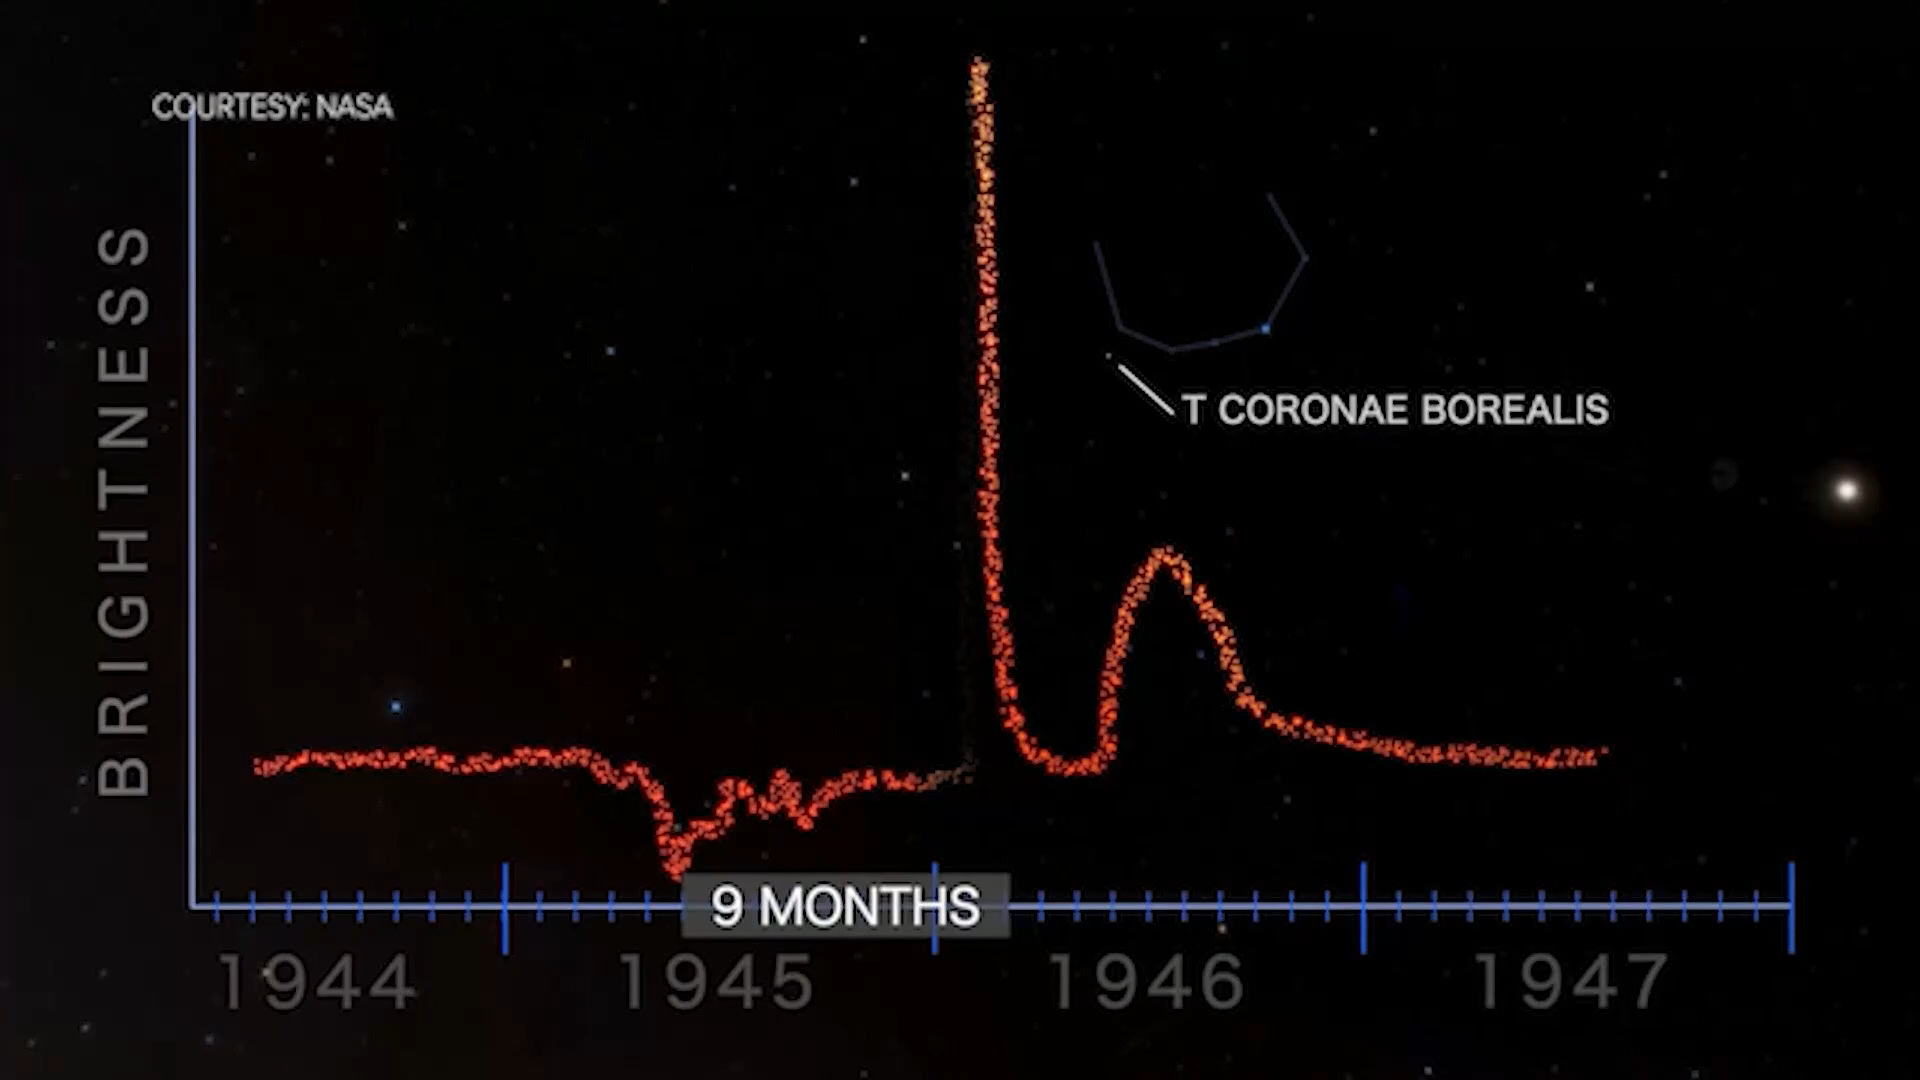 COURTESY: NASA
BRIGHTNESS
T CORONAE BOREALIS
9 MONTHS
1944 1945 1946 1947